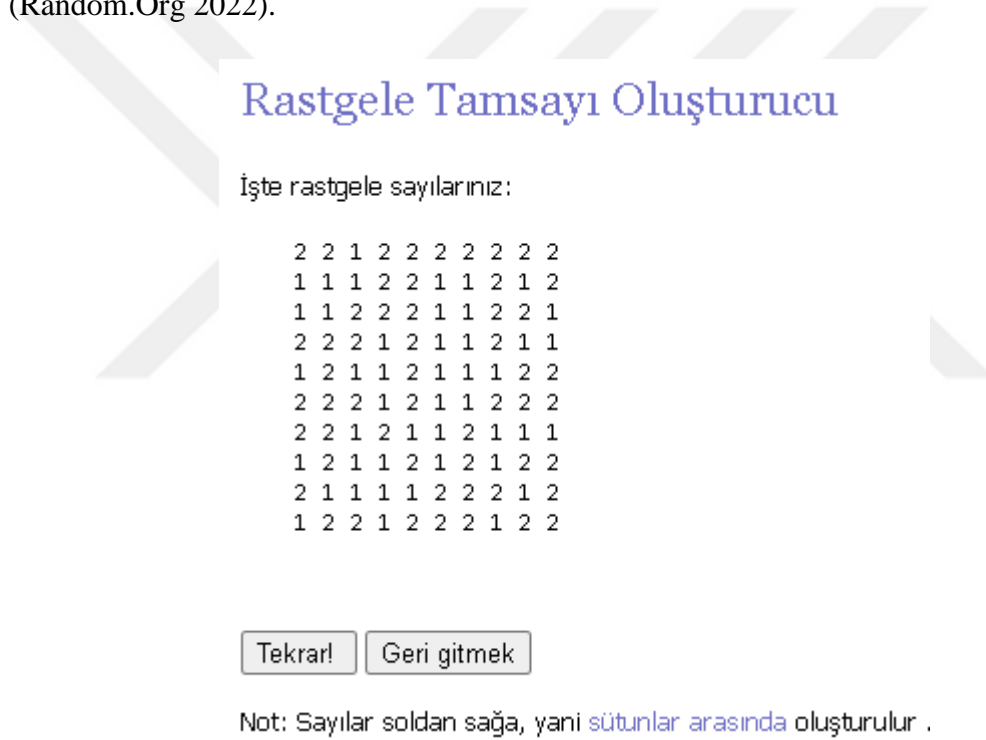 (Random.Org 2022).
Rastgele Tamsayı Oluşturucu
İşte rastgele sayılarınız:
2 2 1 2 2 2 2 2 2 2
1 1 1 2 2 1 1 2 1 2
1 1 2 2 2 1 1 2 2 1
2 2 2 1 2 1 1 2 1 1
1 2 1 1 2 1 1 1 2 2
2 2 2 1 2 1 1 2 2 2
2 2 1 2 1 1 2 1 1 1
1 2 1 1 2 1 2 1 2 2
2 1 1 1 1 2 2 2 1 2
1 2 2 1 2 2 2 1 2 2
Tekrar! Geri gitmek
Not: Sayılar soldan sağa, yani sütunlar arasında oluşturulur .